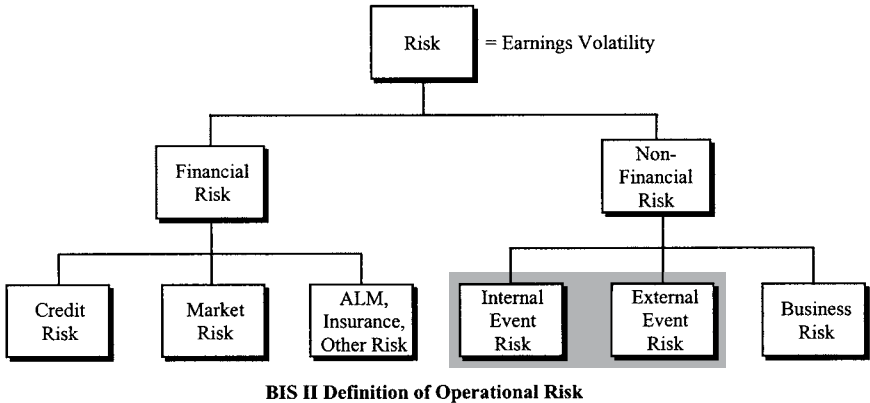 Risk
= Earnings Volatility
Financial
Risk
Non-
Financial
Risk
Credit
Risk
Market
Risk
ALM,
Insurance,
Other Risk
Internal
Event
Risk
External
Event
Risk
Business
Risk
BIS II Definition of Operational Risk